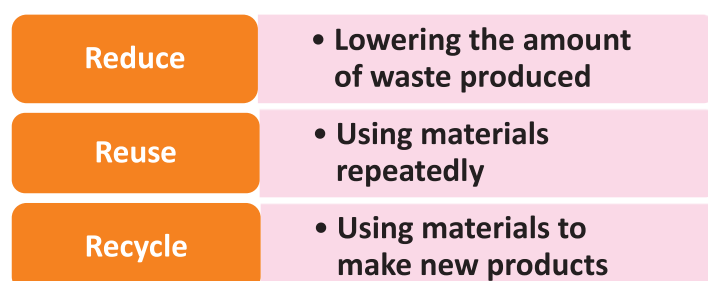 Reduce
• Lowering the amount
of waste produced
Reuse
• Using materials
repeatedly
Recycle
• Using materials to
make new products